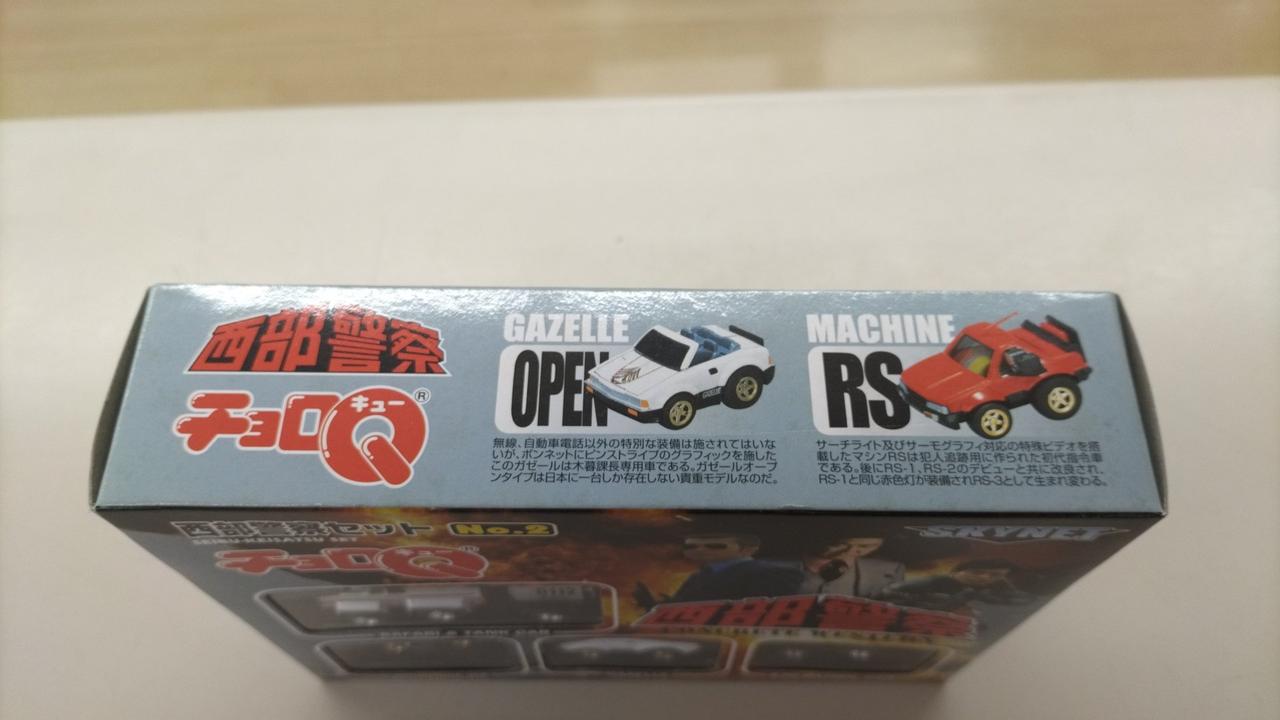 西部警察
チョロQ®
キュー
GAZELLE
OPEN
無線、自動車電話以外の特別な装備は施されてはいな
いが、ボンネットにピンストライプのグラフィックを施した
このガゼールは木暮課長専用車である。ガゼールオープ
ンタイプは日本に一台しか存在しない貴重モデルなのだ。
MACHINE
RS
サーチライト及びサーモグラフィ対応の特殊ビデオを搭
載したマシンRSは犯人追跡用に作られた初代指令車
である。後にRS-1、RS-2のデビューと共に改良され、
RS-1と同じ赤色灯が装備されRS-3として生まれ変わる。
西部警察セット No.2
SEIBU-KEISATSU SET
チョロQ
SKYNET
西部警察